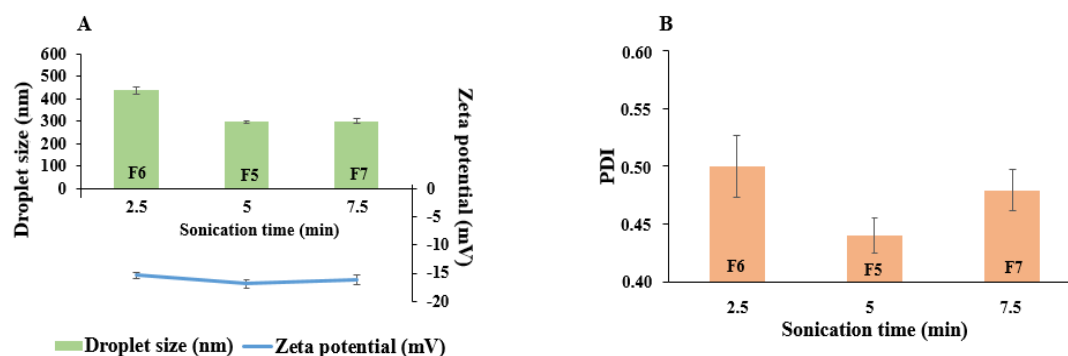 A
Droplet size (nm)
600
500
400
300
200
100
0
F6
F5
F7
2.5
5
7.5
Sonication time (min)
Zeta potential (mV)
0
-5
-10
-15
-20
Droplet size (nm)
Zeta potential (mV)
B
PDI
0.60
0.55
0.50
0.45
0.40
F6
F5
F7
2.5
5
7.5
Sonication time (min)